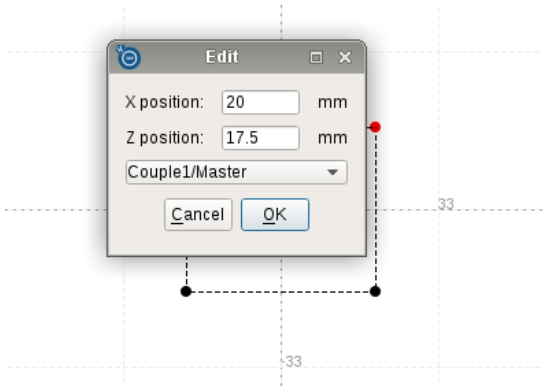 Edit
X position: 20 mm
Z position: 17.5 mm
Couple1/Master
Cancel OK
33
-33